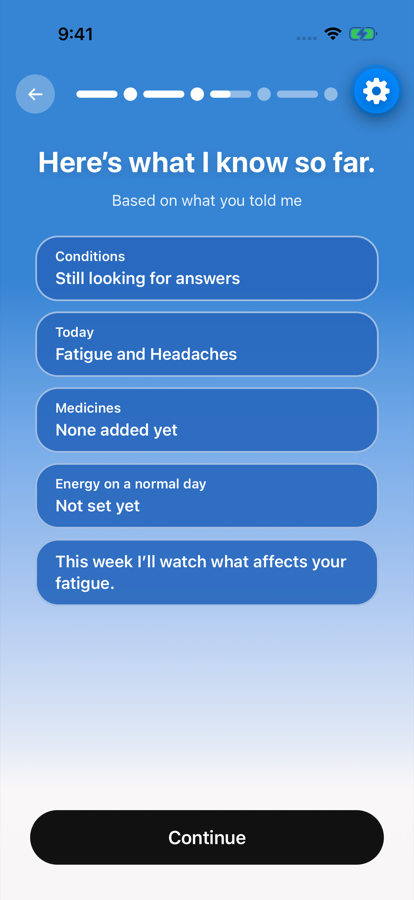 9:41
Here’s what I know so far.
Based on what you told me
Conditions
Still looking for answers
Today
Fatigue and Headaches
Medicines
None added yet
Energy on a normal day
Not set yet
This week I’ll watch what affects your
fatigue.
Continue